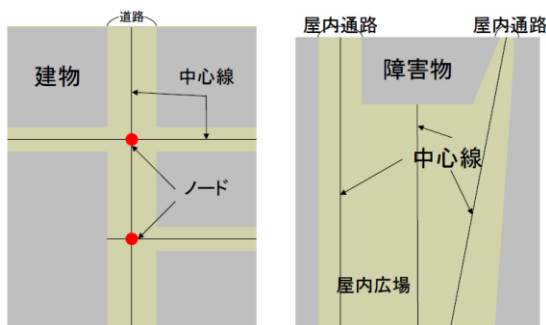 道路
建物
中心線
ノード
屋内通路
屋内通路
障害物
中心線
屋内広場